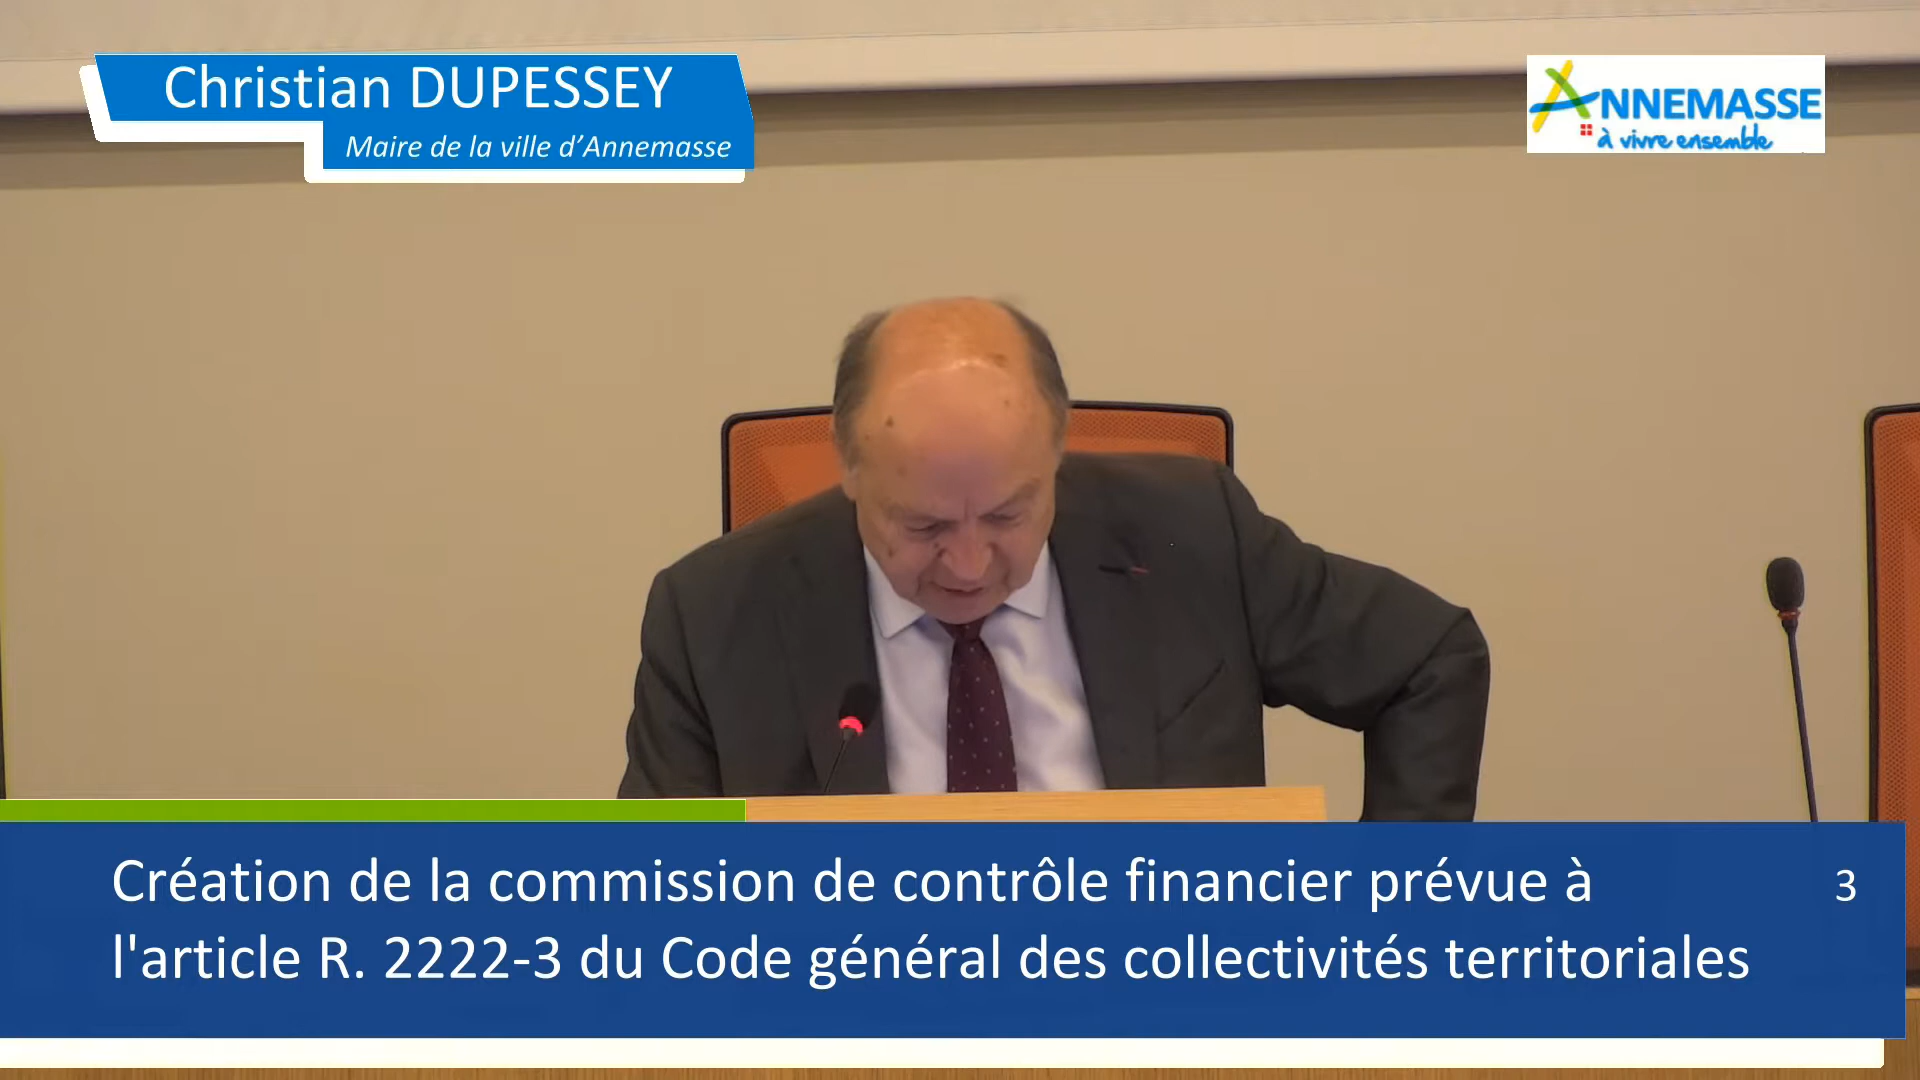 Christian DUPESSEY
Maire de la ville d’Annemasse
ANNEMASSE
à vivre ensemble
Création de la commission de contrôle financier prévue à
3
l'article R. 2222-3 du Code général des collectivités territoriales